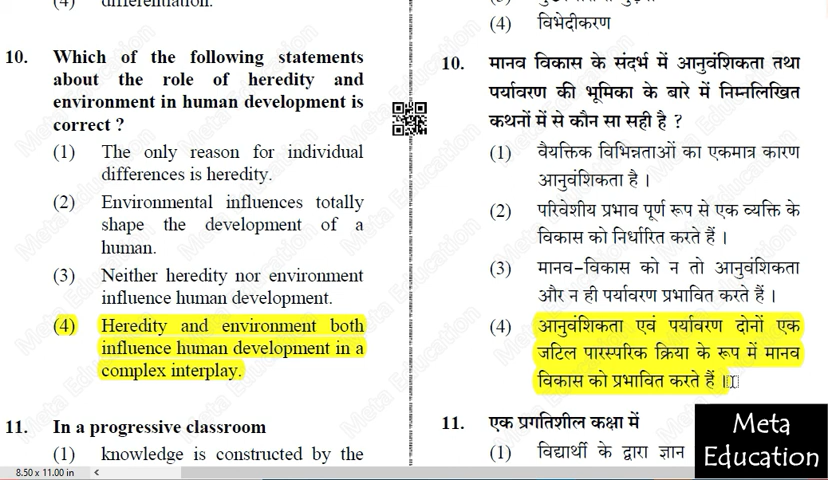 (4) differentiation.
10. Which of the following statements
about the role of heredity and
environment in human development is
correct ?
(1) The only reason for individual
differences is heredity.
(2) Environmental influences totally
shape the development of a
human.
(3) Neither heredity nor environment
influence human development.
(4) Heredity and environment both
influence human development in a
complex interplay.
11. In a progressive classroom
(1) knowledge is constructed by the
8.50 x 11.00 in
(4) विभेदीकरण
10. मानव विकास के संदर्भ में आनुवंशिकता तथा
पर्यावरण की भूमिका के बारे में निम्नलिखित
कथनों में से कौन सा सही है ?
(1) वैयक्तिक विभिन्नताओं का एकमात्र कारण
आनुवंशिकता है ।
(2) परिवेशीय प्रभाव पूर्ण रूप से एक व्यक्ति के
विकास को निर्धारित करते हैं ।
(3) मानव-विकास को न तो आनुवंशिकता
और न ही पर्यावरण प्रभावित करते हैं ।
(4) आनुवंशिकता एवं पर्यावरण दोनों एक
जटिल पारस्परिक क्रिया के रूप में मानव
विकास को प्रभावित करते हैं ।
11. एक प्रगतिशील कक्षा में
(1) विद्यार्थी के द्वारा ज्ञान
Meta
Education